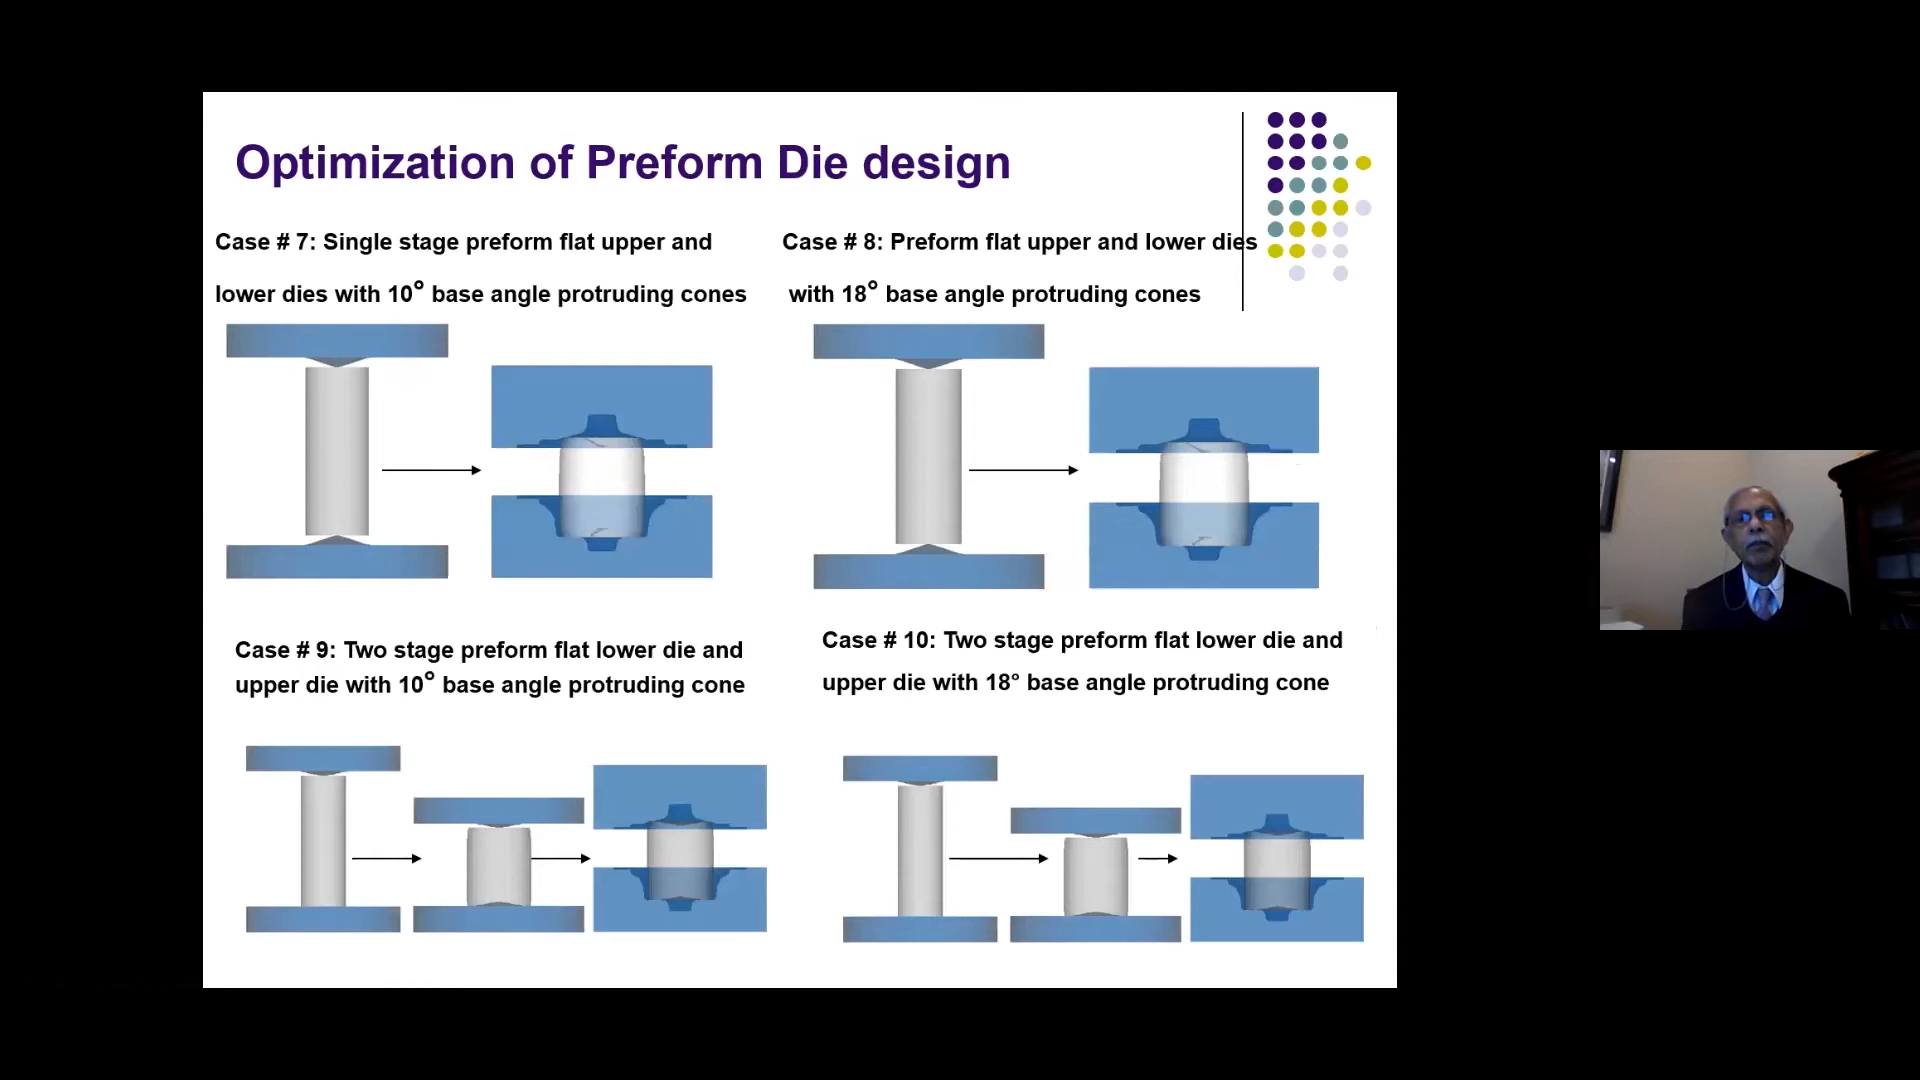 Optimization of Preform Die design
Case # 7: Single stage preform flat upper and
lower dies with 10° base angle protruding cones
Case # 8: Preform flat upper and lower dies
with 18° base angle protruding cones
Case # 9: Two stage preform flat lower die and
upper die with 10° base angle protruding cone
Case # 10: Two stage preform flat lower die and
upper die with 18° base angle protruding cone